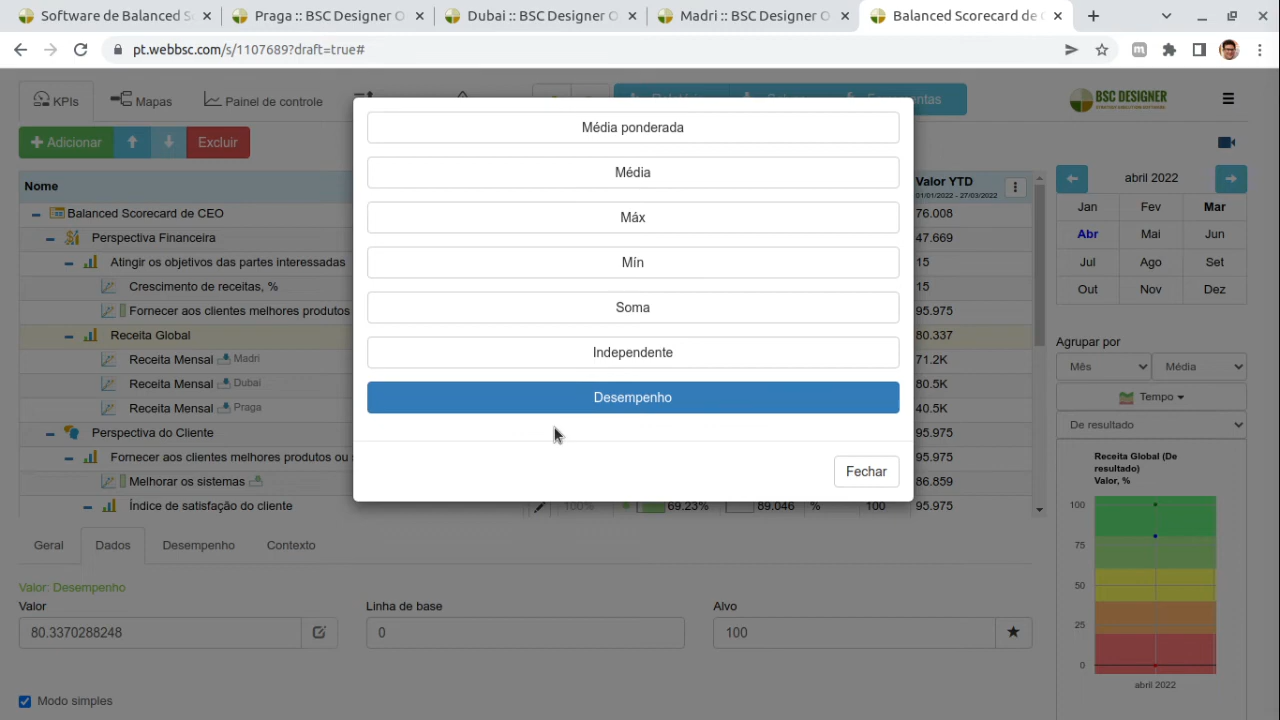 Software de Balanced S
Praga :: BSC Designer O
Dubai :: BSC Designer O
Madri :: BSC Designer O
Balanced Scorecard de
pt.webbsc.com/s/1107689?draft=true#
KPIs
Mapas
Painel de controle
BSC DESIGNER
Adicionar
Excluir
Média ponderada
Média
Máx
Mín
Soma
Independente
Desempenho
Fechar
Nome
Valor YTD
01/01/2022 - 27/03/2022
Balanced Scorecard de CEO
76.008
Perspectiva Financeira
47.669
Atingir os objetivos das partes interessadas
15
Crescimento de receitas, %
15
Fornecer aos clientes melhores produtos
95.975
Receita Global
80.337
Receita Mensal Madri
71.2K
Receita Mensal Dubai
80.5K
Receita Mensal Praga
40.5K
Perspectiva do Cliente
95.975
Fornecer aos clientes melhores produtos ou
95.975
Melhorar os sistemas
86.859
Índice de satisfação do cliente
100% 69.23% 89.046 % 100 95.975
abril 2022
Jan Fev Mar
Abr Mai Jun
Jul Ago Set
Out Nov Dez
Agrupar por
Mês Média
Tempo
De resultado
Receita Global (De
resultado)
Valor, %
100
75
50
25
0
abril 2022
Geral Dados Desempenho Contexto
Valor: Desempenho
Valor Linha de base Alvo
80.3370288248 0 100
Modo simples